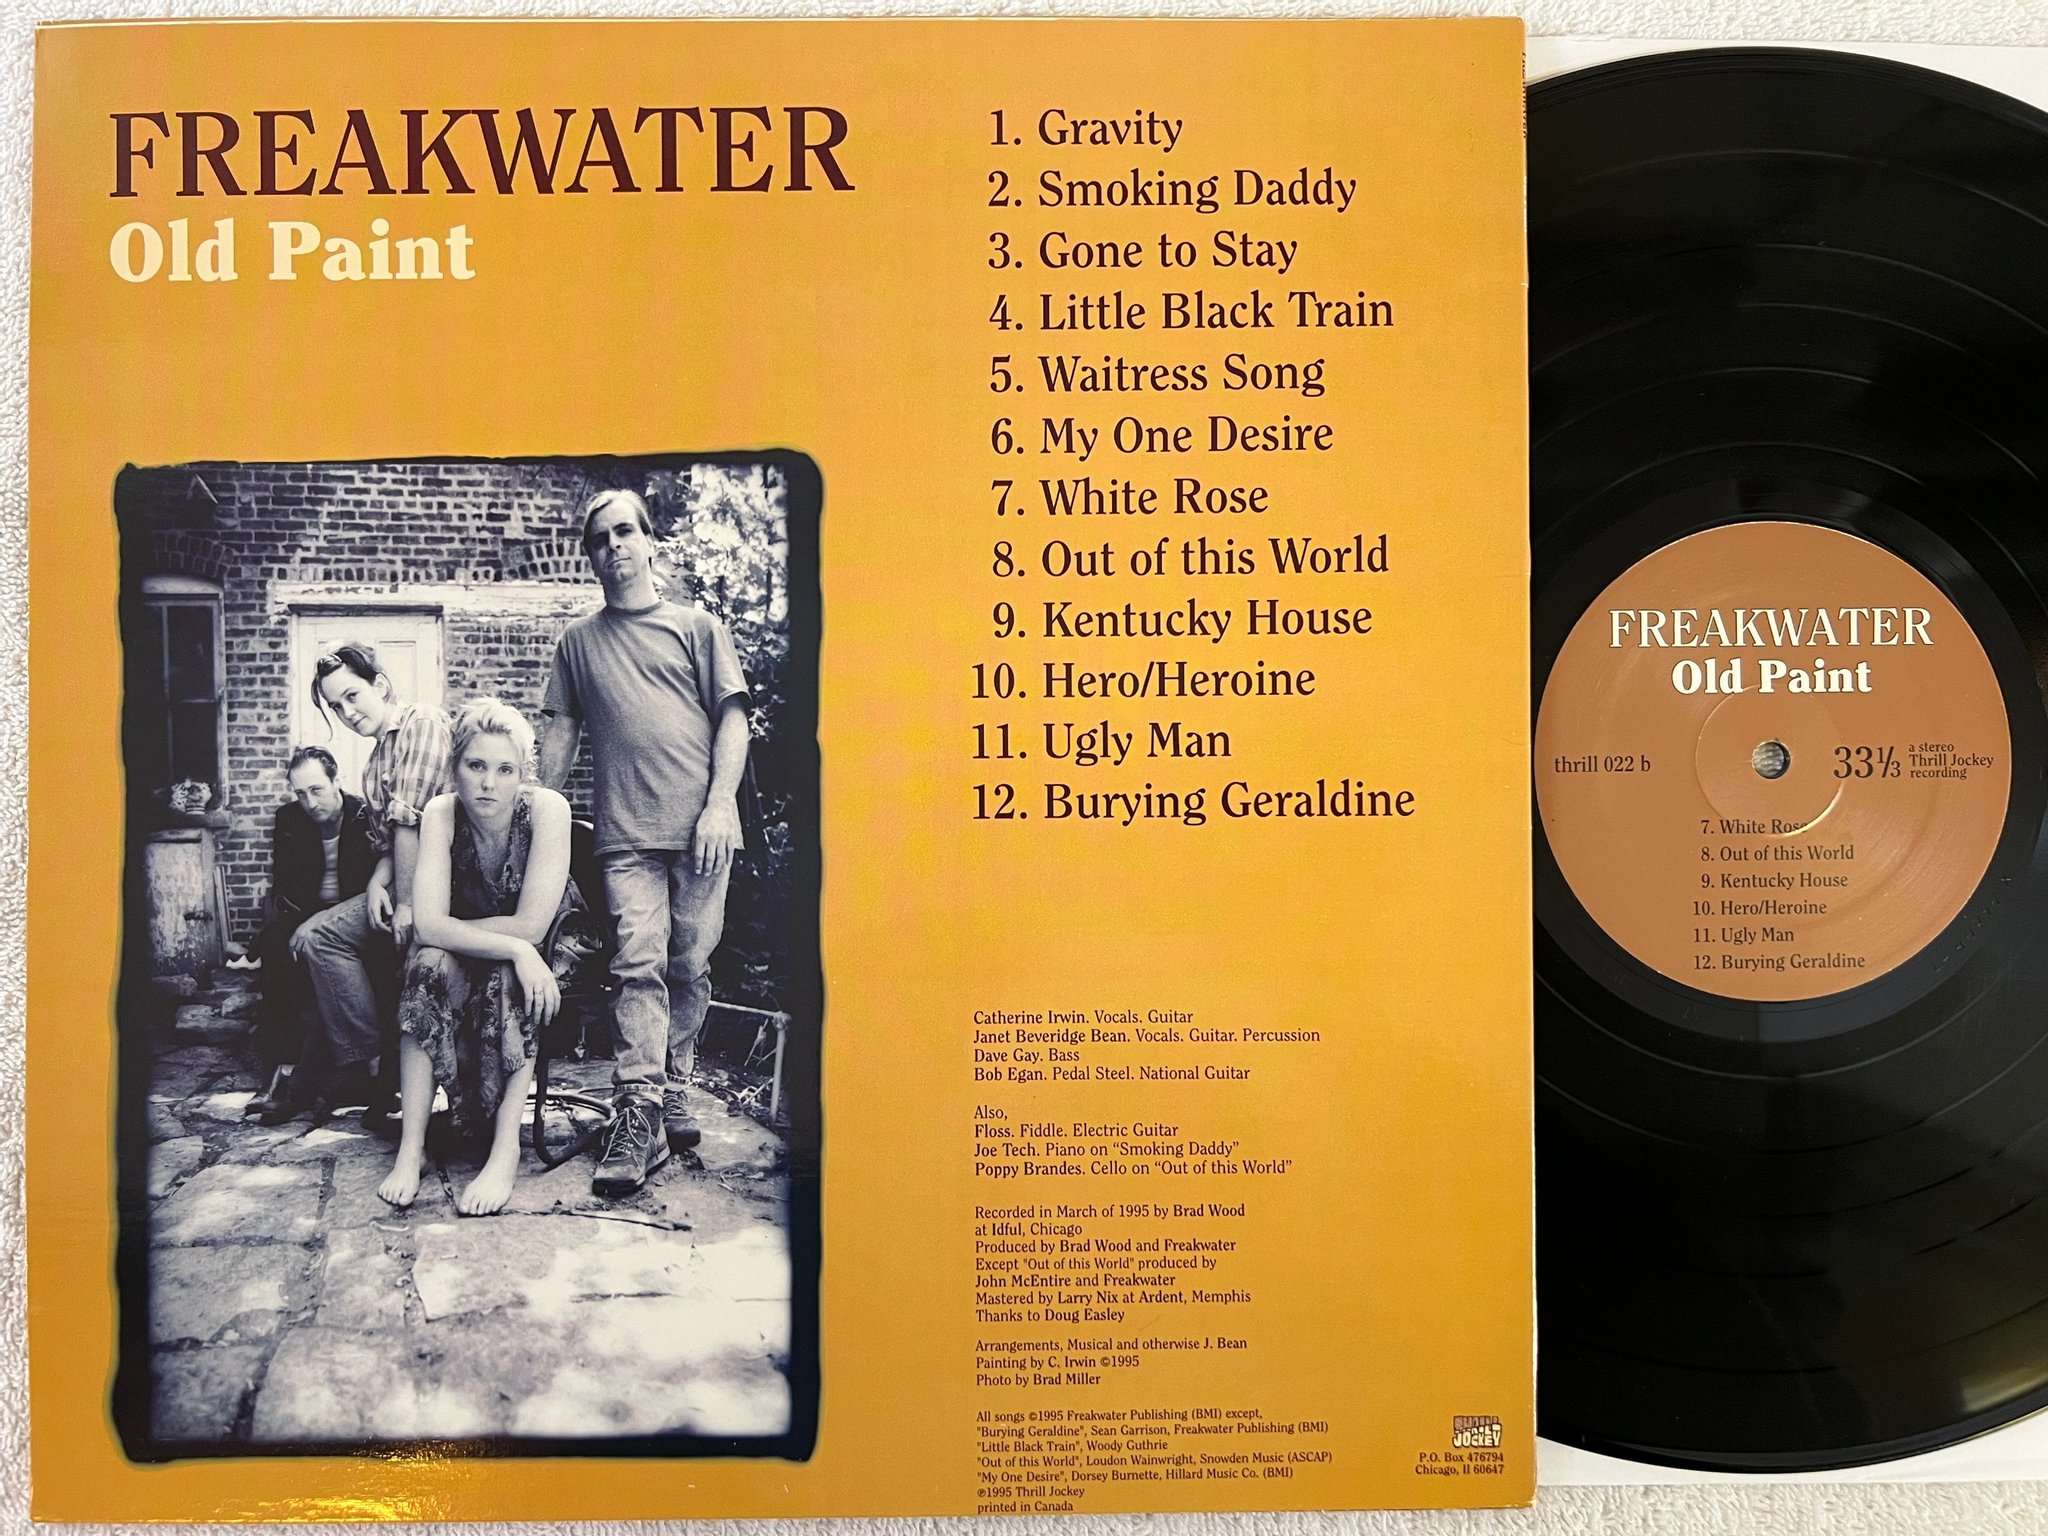 FREAKWATER
Old Paint
1. Gravity
2. Smoking Daddy
3. Gone to Stay
4. Little Black Train
5. Waitress Song
6. My One Desire
7. White Rose
8. Out of this World
9. Kentucky House
10. Hero/Heroine
11. Ugly Man
12. Burying Geraldine
Catherine Irwin. Vocals. Guitar
Janet Beveridge Bean. Vocals. Guitar. Percussion
Dave Gay. Bass
Bob Egan. Pedal Steel. National Guitar
Also,
Floss. Fiddle. Electric Guitar
Joe Tech. Piano on “Smoking Daddy”
Poppy Brandes. Cello on “Out of this World”
Recorded in March of 1995 by Brad Wood
at Idful, Chicago
Produced by Brad Wood and Freakwater
Except "Out of this World" produced by
John McEntire and Freakwater
Mastered by Larry Nix at Ardent, Memphis
Thanks to Doug Easley
Arrangements, Musical and otherwise J. Bean
Painting by C. Irwin ©1995
Photo by Brad Miller
All songs ©1995 Freakwater Publishing (BMI) except,
"Burying Geraldine", Sean Garrison, Freakwater Publishing (BMI)
"Little Black Train", Woody Guthrie
"Out of this World", Loudon Wainwright, Snowden Music (ASCAP)
"My One Desire", Dorsey Burnette, Hillard Music Co. (BMI)
℗1995 Thrill Jockey
printed in Canada
THRILL
JOCKEY
P.O. Box 476794
Chicago, Il 60647
FREAKWATER
Old Paint
thrill 022 b
33⅓
a stereo
Thrill Jockey
recording
7. White Rose
8. Out of this World
9. Kentucky House
10. Hero/Heroine
11. Ugly Man
12. Burying Geraldine